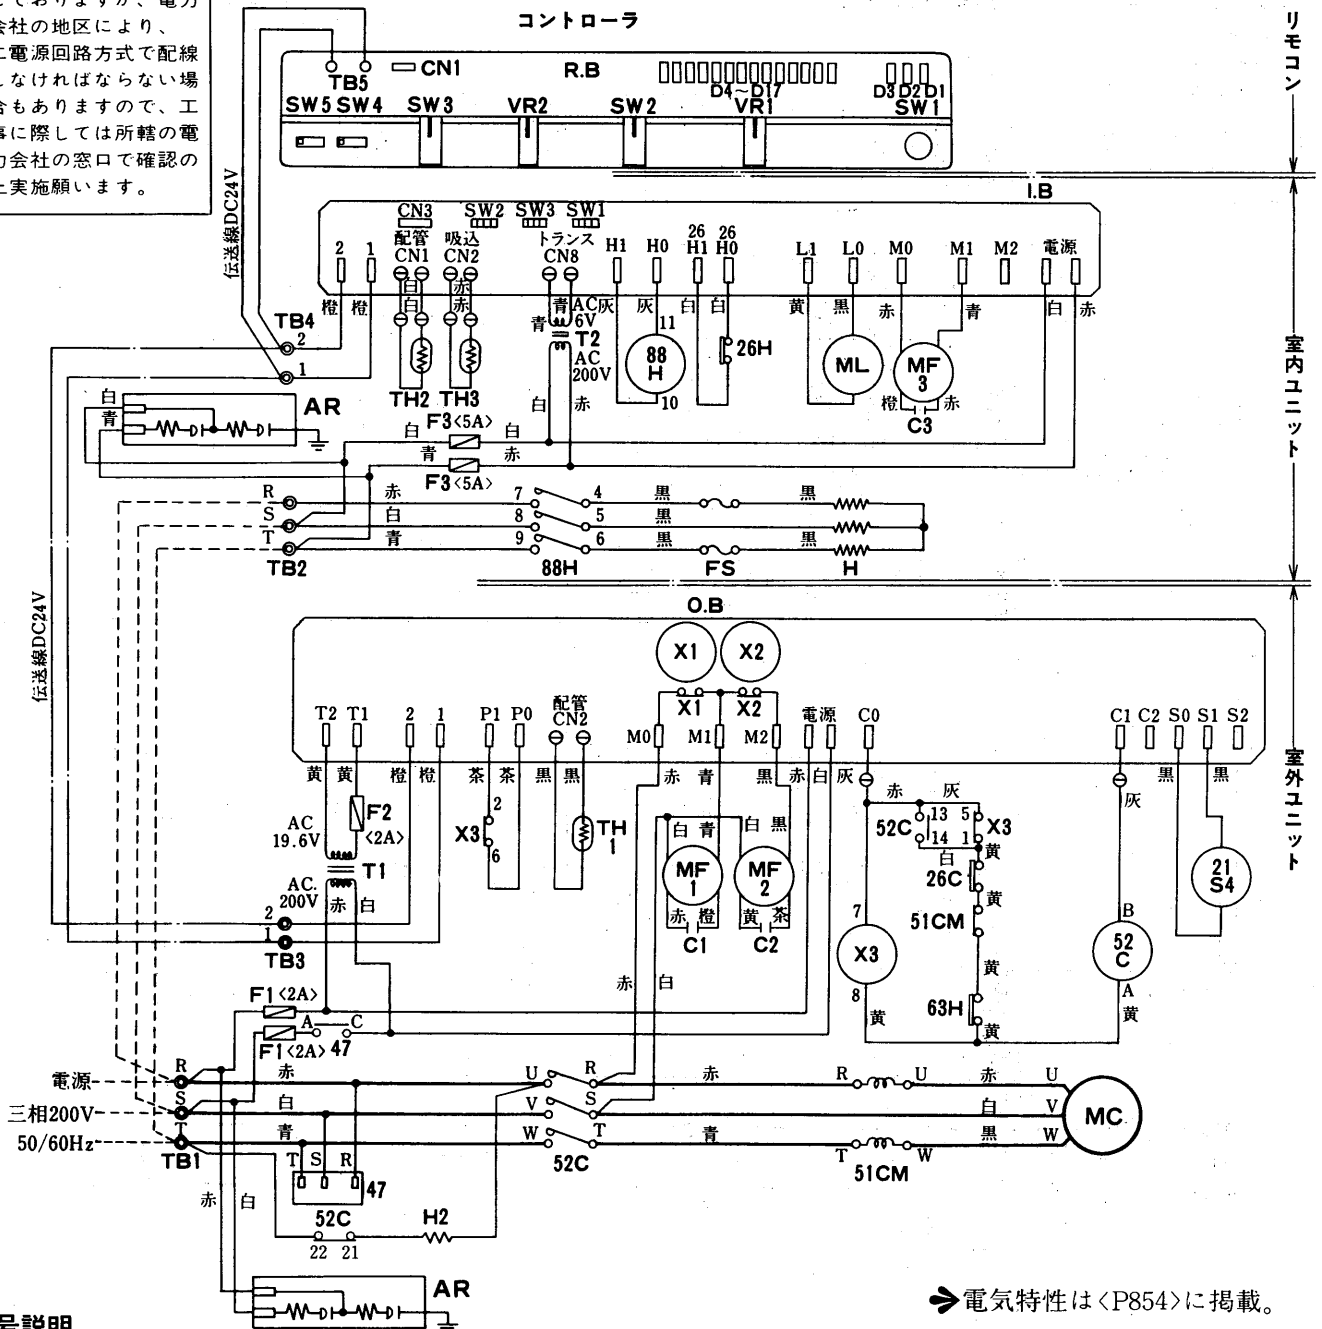 ておりますが、電力
会社の地区により、
二電源回路方式で配線
しなければならない場
合もありますので、工
事に際しては所轄の電
力会社の窓口で確認の
上実施願います。
コントローラ
リモコン
TB5
CN1
R.B
D4~D17
D3 D2 D1
SW5 SW4 SW3 VR2 SW2 VR1 SW1
伝送線DC24V
I.B
CN3 SW2 SW3 SW1
2 1
配管 CN1
吸込 CN2
トランス CN8
H1 H0
26 H1
26 H0
L1 L0 M0 M1 M2 電源
橙 橙 白 赤 青 青 灰 灰 白 白 黄 黒 赤 青 白 赤
白 赤
AC 6V
T2
AC 200V
TB4
2
1
TH2 TH3
11
88 H
10
26H
ML
MF 3
橙 赤
C3
室内ユニット
白
青
AR
白 赤
白 F3<5A> 白
青 赤
F3<5A>
R 赤 7 4 黒 黒
S 白 8 5 黒
T 青 9 6 黒 黒
TB2 88H FS H
伝送線DC24V
O.B
X1 X2
X1 X2
T2 T1 2 1 P1 P0
配管 CN2
M0 M1 M2 電源 C0 C1 C2 S0 S1 S2
黄 黄 橙 橙 茶 茶 黒 黒 赤 青 黒 赤 白 灰 灰 黒 黒
F2
<2A>
AC 19.6V
T1
AC. 200V
赤 白
2
X3
6
TH 1
白 青 白 黒
MF 1
MF 2
赤 橙 黄 茶
C1 C2
赤 灰
52C 13 5 X3
14 1
白 黄
26C
黄
51CM
黄
63H
黄
7
X3
8
黄
B
52 C
A
黄
21 S4
室外ユニット
2
1
TB3
赤 白
F1<2A>
A C
F1<2A> 47
電源
三相200V
50/60Hz
R 赤 U R 赤 R U 赤 U
S 白 V S 白 V
T 青 W T 青 T W 黒 W
TB1
52C
51CM
MC
T S R
47
赤 白
52C
22 21
H2
AR
➔電気特性は<P854>に掲載。
号説明